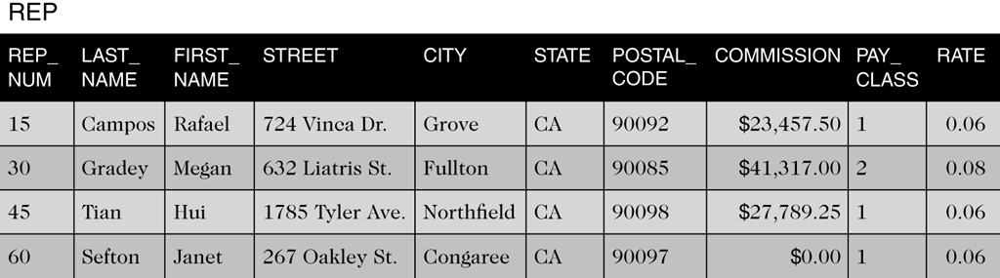 REP
REP_ LAST_ FIRST_ STREET CITY STATE POSTAL_ COMMISSION PAY_ RATE
NUM NAME NAME CODE CLASS
15 Campos Rafael 724 Vinca Dr. Grove CA 90092 $23,457.50 1 0.06
30 Gradey Megan 632 Liatris St. Fullton CA 90085 $41,317.00 2 0.08
45 Tian Hui 1785 Tyler Ave. Northfield CA 90098 $27,789.25 1 0.06
60 Sefton Janet 267 Oakley St. Congaree CA 90097 $0.00 1 0.06